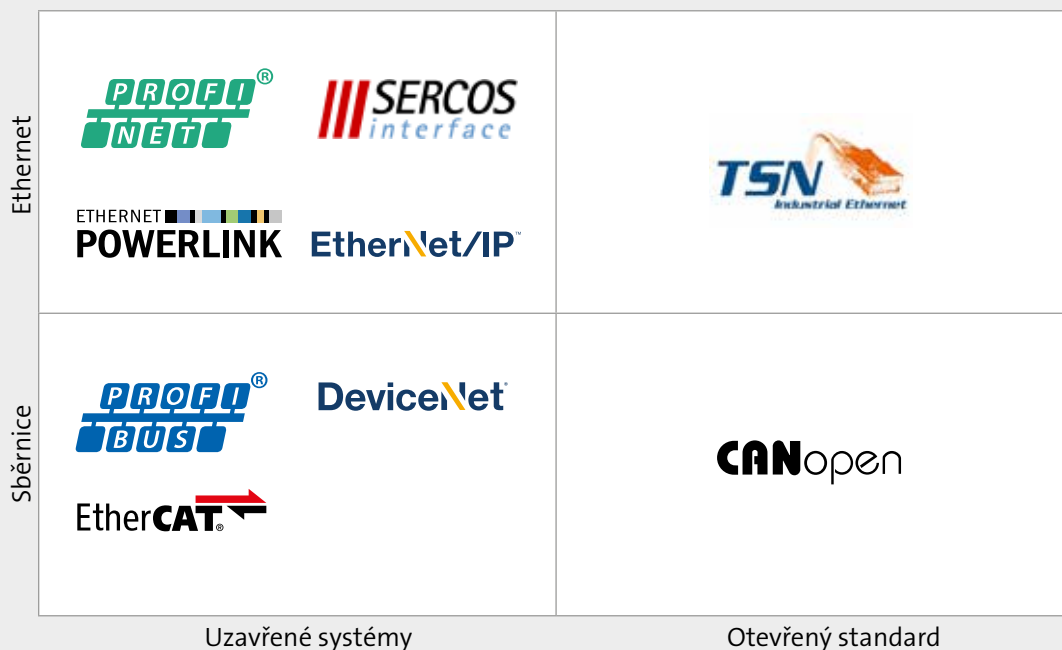 Ethernet
PROFI®
NET
SERCOS
interface
ETHERNET
POWERLINK
EtherNet/IP™
TSN
Industrial Ethernet
Sběrnice
PROFI®
BUS
DeviceNet®
EtherCAT®
CANopen
Uzavřené systémy
Otevřený standard